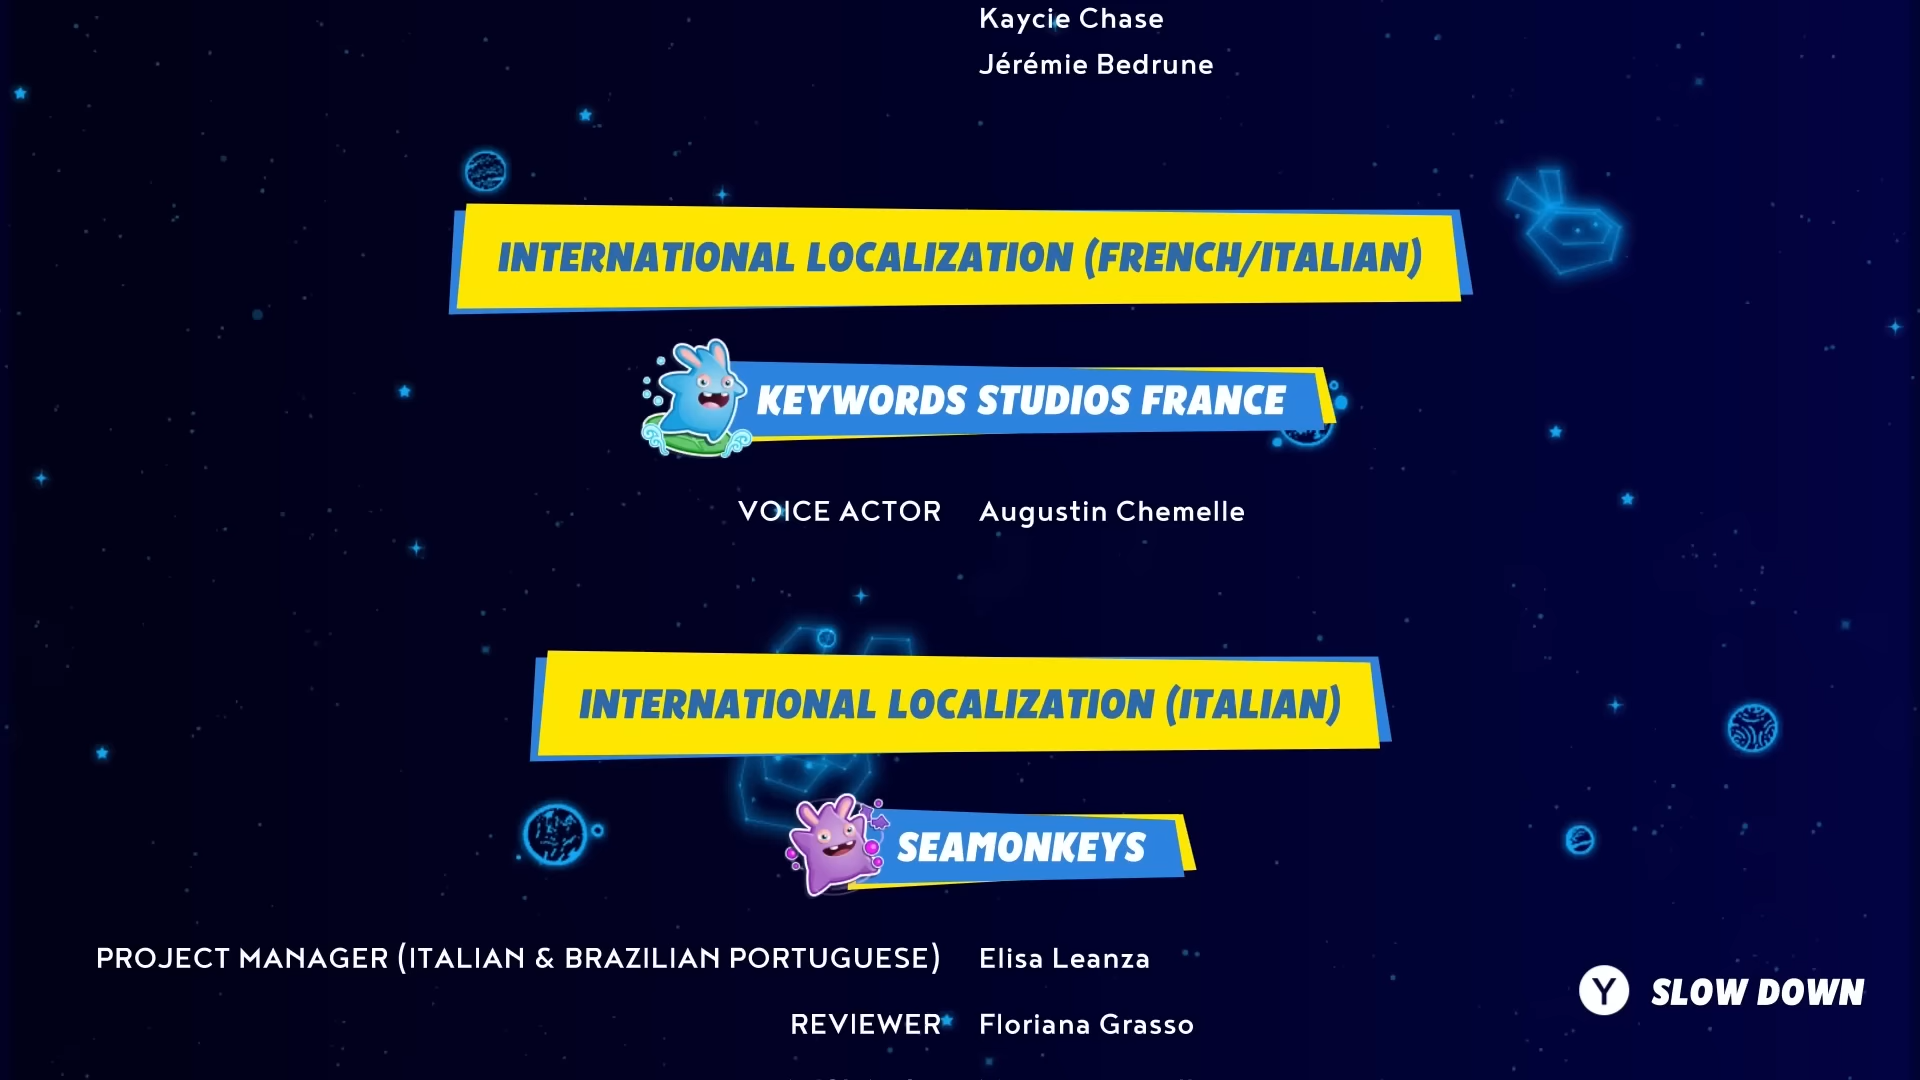 Kaycie Chase
Jérémie Bedrune
INTERNATIONAL LOCALIZATION (FRENCH/ITALIAN)
KEYWORDS STUDIOS FRANCE
VOICE ACTOR Augustin Chemelle
INTERNATIONAL LOCALIZATION (ITALIAN)
SEAMONKEYS
PROJECT MANAGER (ITALIAN & BRAZILIAN PORTUGUESE) Elisa Leanza
REVIEWER Floriana Grasso
Y SLOW DOWN